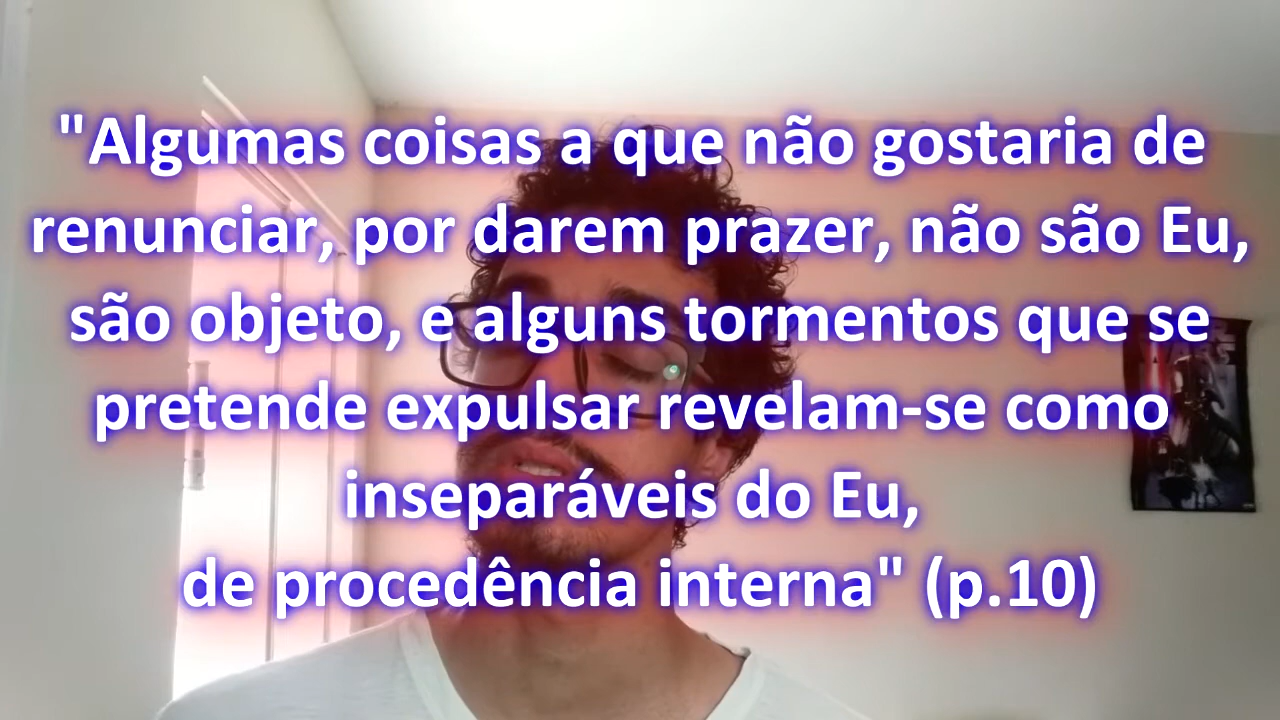 "Algumas coisas a que não gostaria de
renunciar, por darem prazer, não são Eu,
são objeto, e alguns tormentos que se
pretende expulsar revelam-se como
inseparáveis do Eu,
de procedência interna" (p.10)